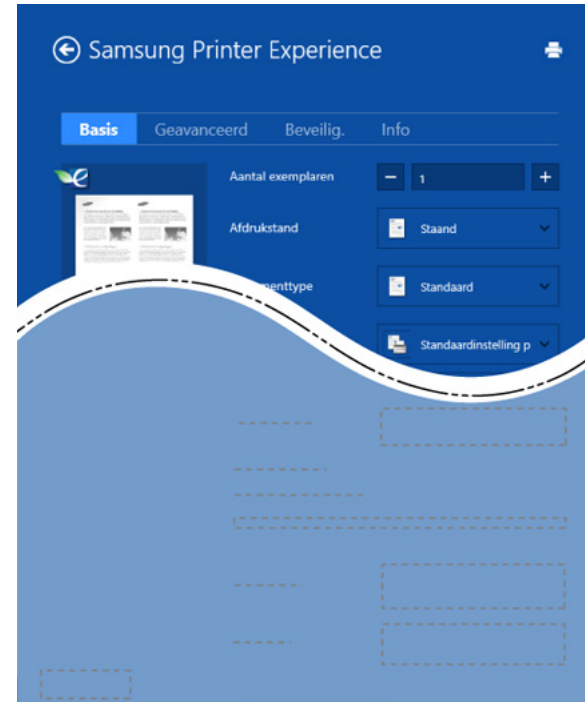 Samsung Printer Experience
Basis Geavanceerd Beveilig. Info
Aantal exemplaren 1
Afdrukstand Staand
Standaard
Standaardinstelling p